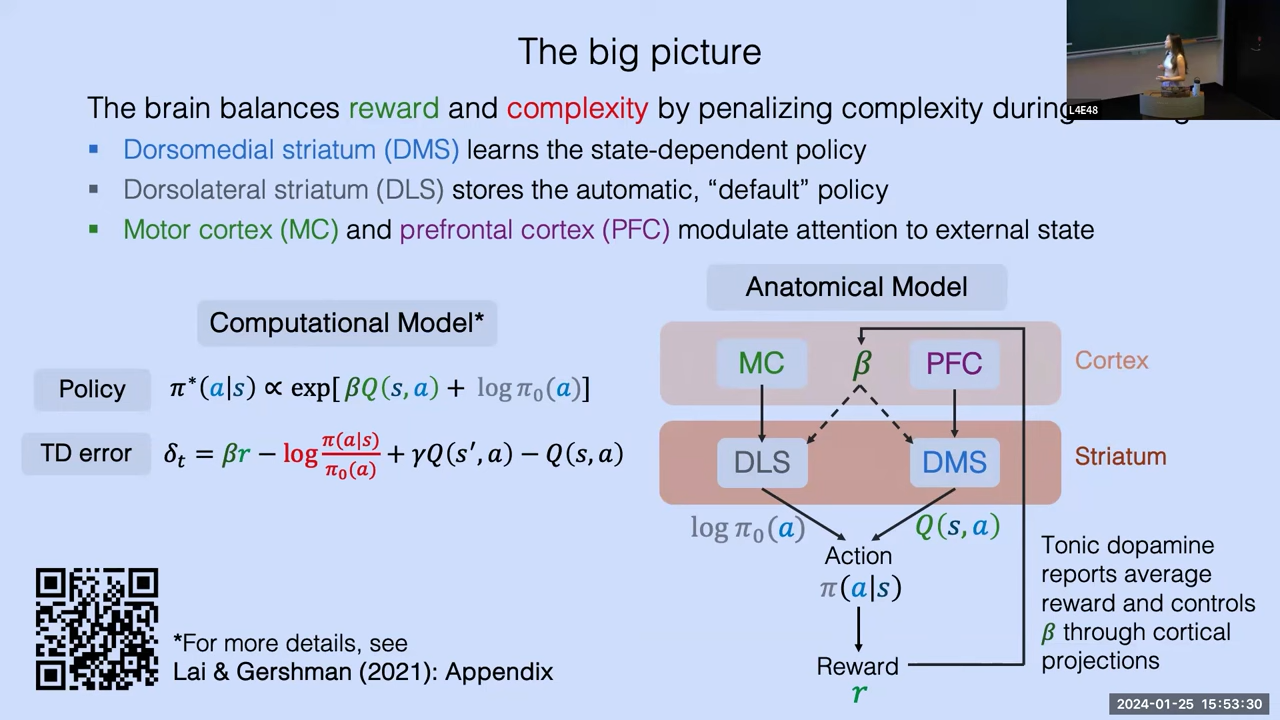 The big picture
The brain balances reward and complexity by penalizing complexity during
▪ Dorsomedial striatum (DMS) learns the state-dependent policy
▪ Dorsolateral striatum (DLS) stores the automatic, “default” policy
▪ Motor cortex (MC) and prefrontal cortex (PFC) modulate attention to external state
Computational Model*
Policy π*(a|s) ∝ exp[βQ(s,a) + log π₀(a)]
TD error δₜ = βr − log π(a|s)/π₀(a) + γQ(s′,a) − Q(s,a)
*For more details, see
Lai & Gershman (2021): Appendix
Anatomical Model
MC β PFC Cortex
DLS DMS Striatum
log π₀(a) Q(s,a)
Action
π(a|s)
Reward
r
Tonic dopamine
reports average
reward and controls
β through cortical
projections
L4E48
2024-01-25 15:53:30